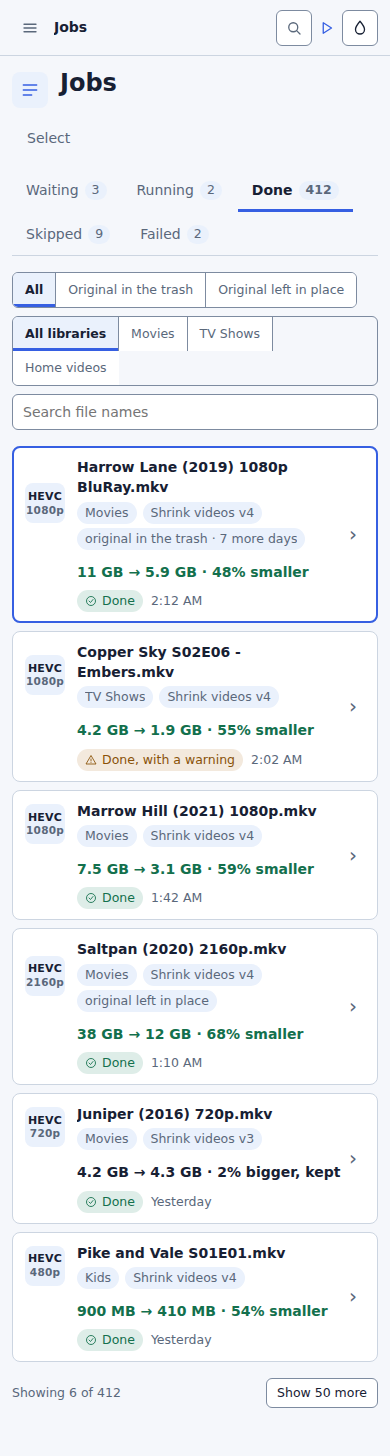 Jobs
Jobs
Select
Waiting 3 Running 2 Done 412
Skipped 9 Failed 2
All Original in the trash Original left in place
All libraries Movies TV Shows
Home videos
Search file names
Harrow Lane (2019) 1080p
BluRay.mkv
HEVC
1080p
Movies Shrink videos v4
original in the trash · 7 more days
11 GB → 5.9 GB · 48% smaller
Done 2:12 AM
Copper Sky S02E06 -
Embers.mkv
HEVC
1080p
TV Shows Shrink videos v4
4.2 GB → 1.9 GB · 55% smaller
Done, with a warning 2:02 AM
Marrow Hill (2021) 1080p.mkv
HEVC
1080p
Movies Shrink videos v4
7.5 GB → 3.1 GB · 59% smaller
Done 1:42 AM
Saltpan (2020) 2160p.mkv
HEVC
2160p
Movies Shrink videos v4
original left in place
38 GB → 12 GB · 68% smaller
Done 1:10 AM
Juniper (2016) 720p.mkv
HEVC
720p
Movies Shrink videos v3
4.2 GB → 4.3 GB · 2% bigger, kept
Done Yesterday
Pike and Vale S01E01.mkv
HEVC
480p
Kids Shrink videos v4
900 MB → 410 MB · 54% smaller
Done Yesterday
Showing 6 of 412 Show 50 more